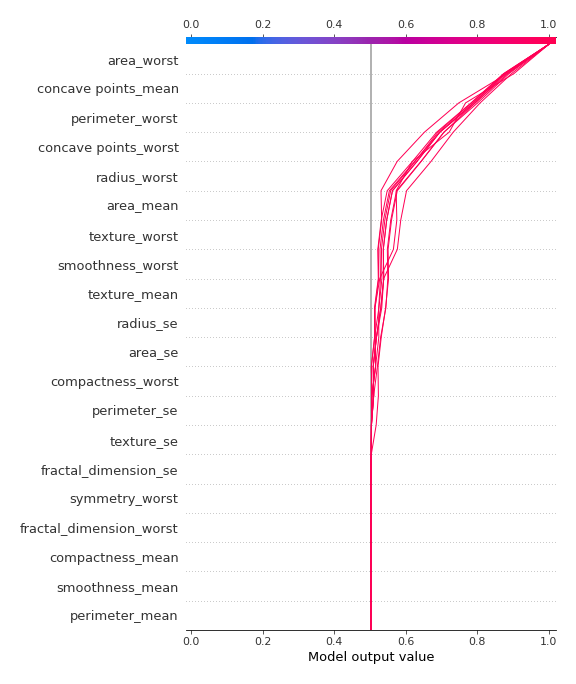 0.0 0.2 0.4 0.6 0.8 1.0
area_worst
concave points_mean
perimeter_worst
concave points_worst
radius_worst
area_mean
texture_worst
smoothness_worst
texture_mean
radius_se
area_se
compactness_worst
perimeter_se
texture_se
fractal_dimension_se
symmetry_worst
fractal_dimension_worst
compactness_mean
smoothness_mean
perimeter_mean
0.0 0.2 0.4 0.6 0.8 1.0
Model output value